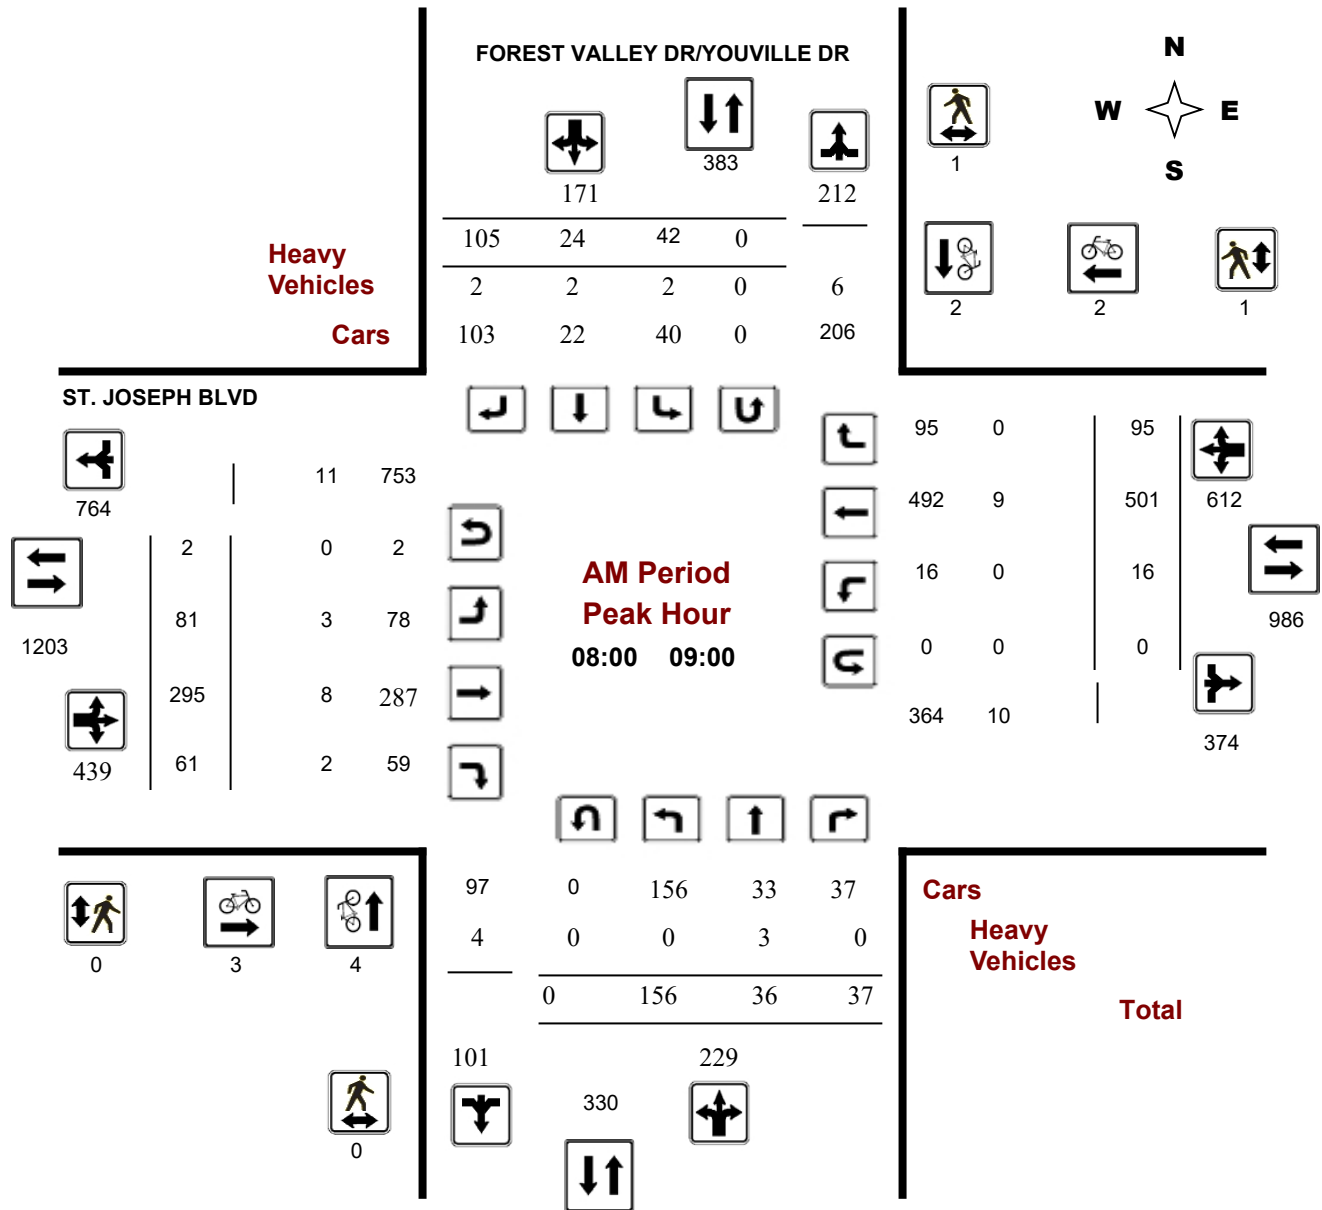 FOREST VALLEY DR/YOUVILLE DR
N
W E
S
383
1
171 212
105 24 42 0
Heavy
Vehicles
2 2 2 0 6
2 2 1
Cars
103 22 40 0 206
ST. JOSEPH BLVD
95 0 95
11 753
764
492 9 501 612
2 0 2
AM Period
Peak Hour
16 0 16
81 3 78
986
1203
08:00 09:00
0 0 0
295 8 287
364 10
374
439 61 2 59
97 0 156 33 37
Cars
4 0 0 3 0
Heavy
Vehicles
0 3 4
0 156 36 37
Total
101 229
330
0